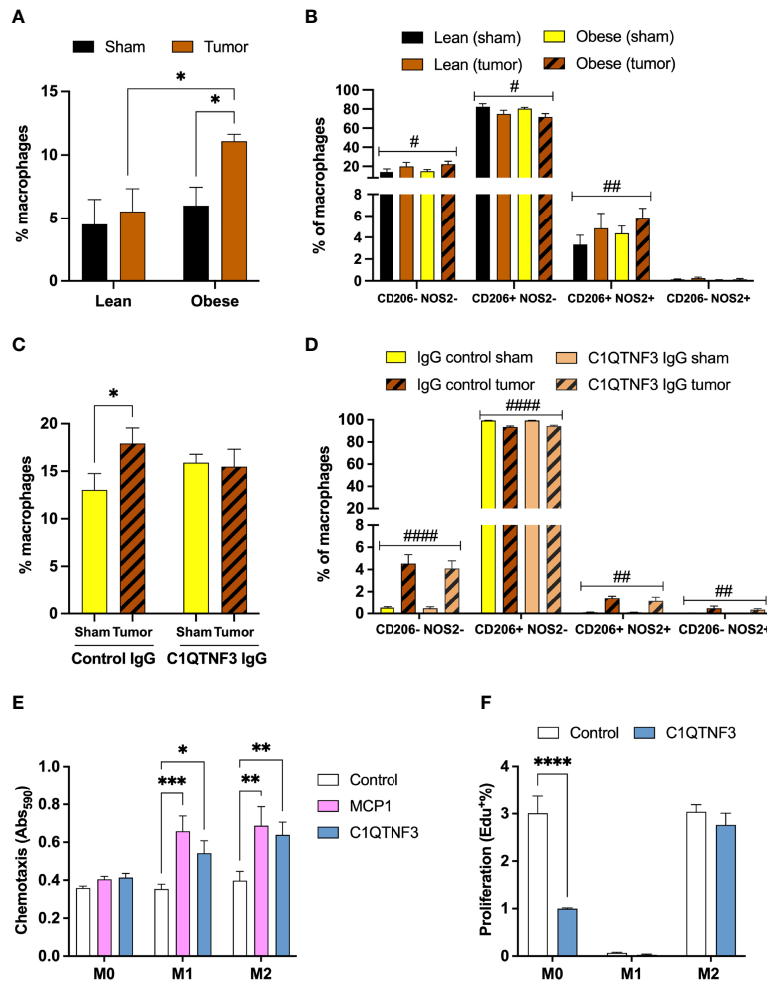 A
Sham Tumor
*
*
% macrophages
15
10
5
0
Lean Obese
B
Lean (sham) Obese (sham)
Lean (tumor) Obese (tumor)
% of macrophages
100
80
60
40
20
8
6
4
2
0
#
#
##
CD206- NOS2- CD206+ NOS2- CD206+ NOS2+ CD206- NOS2+
C
*
% macrophages
20
15
10
5
0
Sham Tumor Sham Tumor
Control IgG C1QTNF3 IgG
D
IgG control sham C1QTNF3 IgG sham
IgG control tumor C1QTNF3 IgG tumor
% of macrophages
100
80
60
40
20
8
6
4
2
0
####
####
##
##
CD206- NOS2- CD206+ NOS2- CD206+ NOS2+ CD206- NOS2+
E
Control
MCP1
C1QTNF3
Chemotaxis (Abs590)
1.0
0.8
0.6
0.4
0.2
0.0
*
***
**
**
M0 M1 M2
F
Control C1QTNF3
Proliferation (Edu+%)
4
3
2
1
0
****
M0 M1 M2